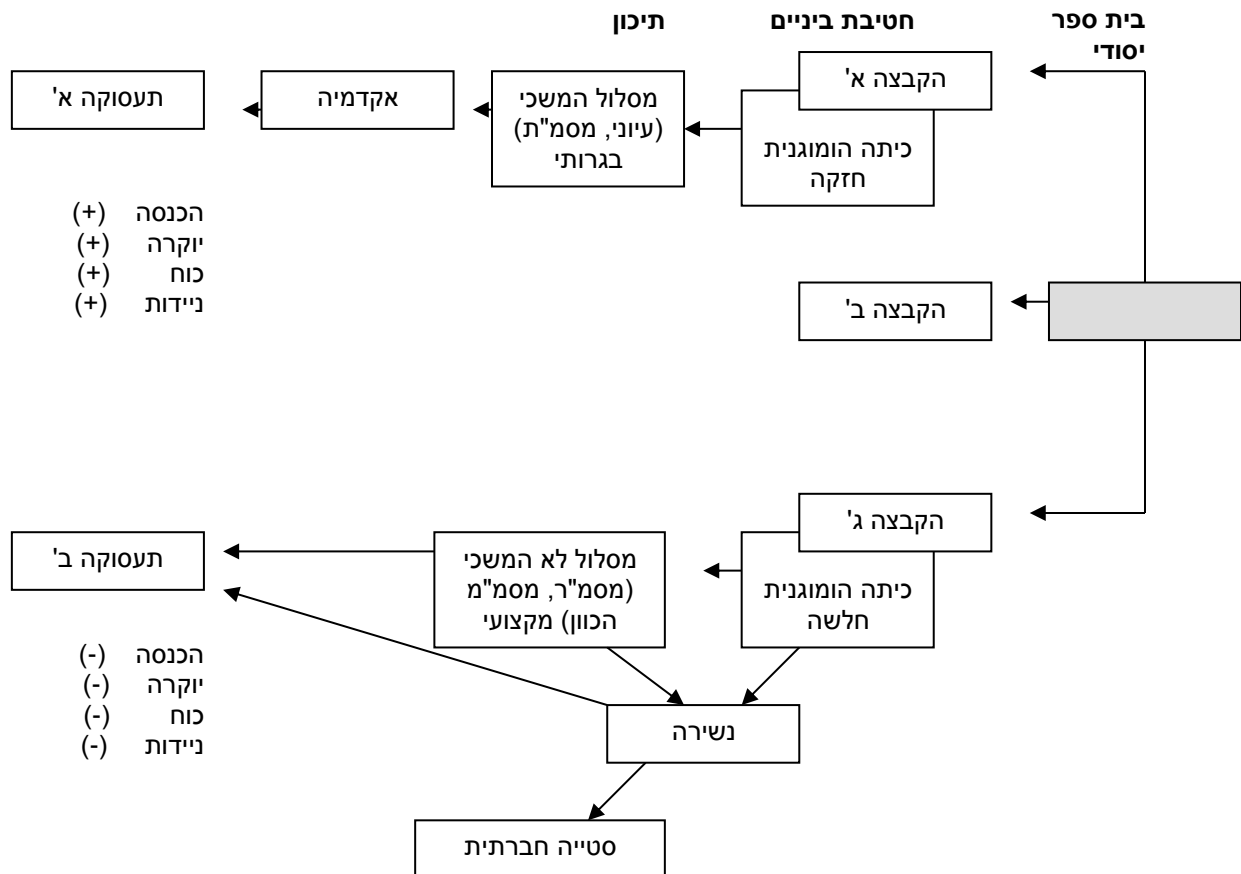 בית ספר
יסודי
חטיבת ביניים
תיכון
הקבצה א'
כיתה הומוגנית
חזקה
מסלול המשכי
(עיוני, מסמ"ת)
בגרותי
אקדמיה
תעסוקה א'
הכנסה (+)
יוקרה (+)
כוח (+)
ניידות (+)
הקבצה ב'
הקבצה ג'
כיתה הומוגנית
חלשה
מסלול לא המשכי
(מסמ"ר, מסמ"מ
הכוון) מקצועי
תעסוקה ב'
הכנסה (-)
יוקרה (-)
כוח (-)
ניידות (-)
נשירה
סטייה חברתית